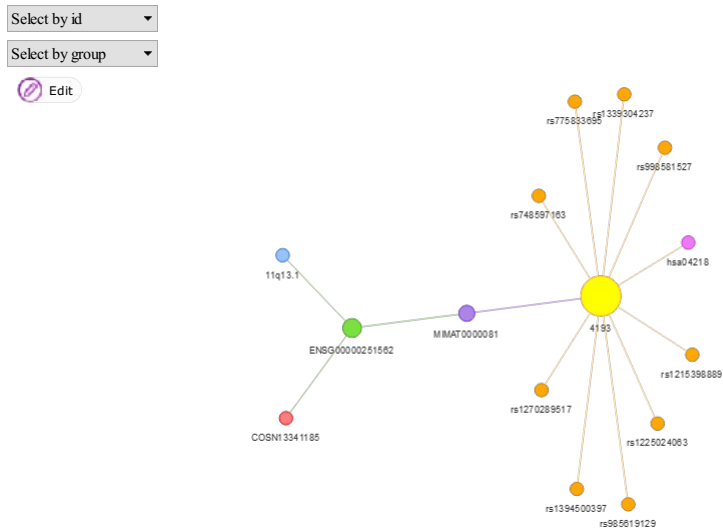 Select by id
Select by group
Edit
rs1339304237
rs775833695
rs998581527
rs748597163
11q13.1
hsa04218
MIMAT0000081
4193
ENSG00000251562
rs1215398889
rs1270289517
COSN13341185
rs1225024063
rs1394500397
rs985619129